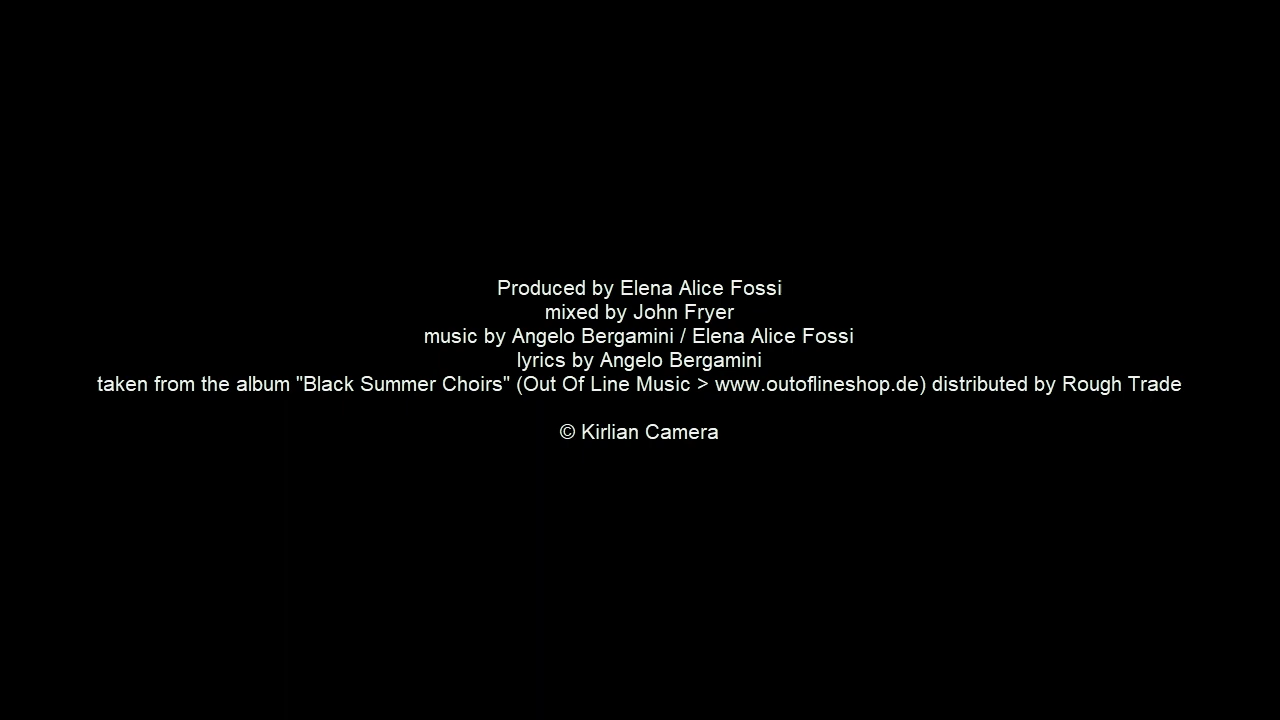 Produced by Elena Alice Fossi
mixed by John Fryer
music by Angelo Bergamini / Elena Alice Fossi
lyrics by Angelo Bergamini
taken from the album "Black Summer Choirs" (Out Of Line Music > www.outoflineshop.de) distributed by Rough Trade
© Kirlian Camera